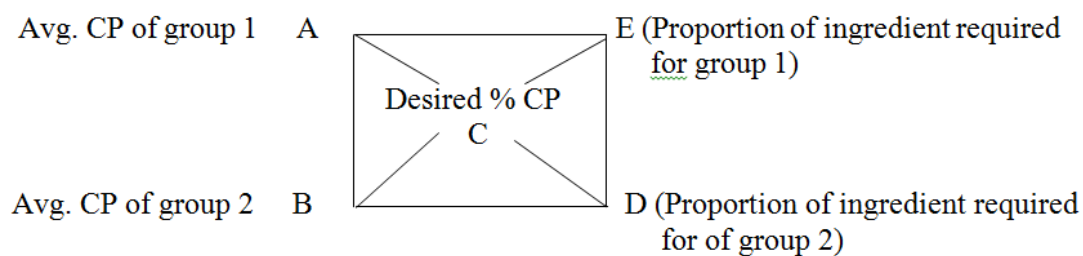 Avg. CP of group 1 A E (Proportion of ingredient required
for group 1)
Desired % CP
C
Avg. CP of group 2 B D (Proportion of ingredient required
for of group 2)